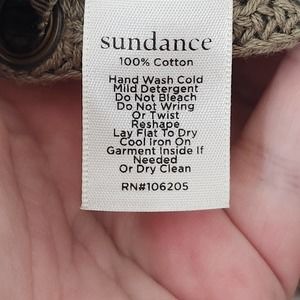 sundance
100% Cotton
Hand Wash Cold
Mild Detergent
Do Not Bleach
Do Not Wring
Or Twist
Reshape
Lay Flat To Dry
Cool Iron On
Garment Inside If
Needed
Or Dry Clean
RN#106205